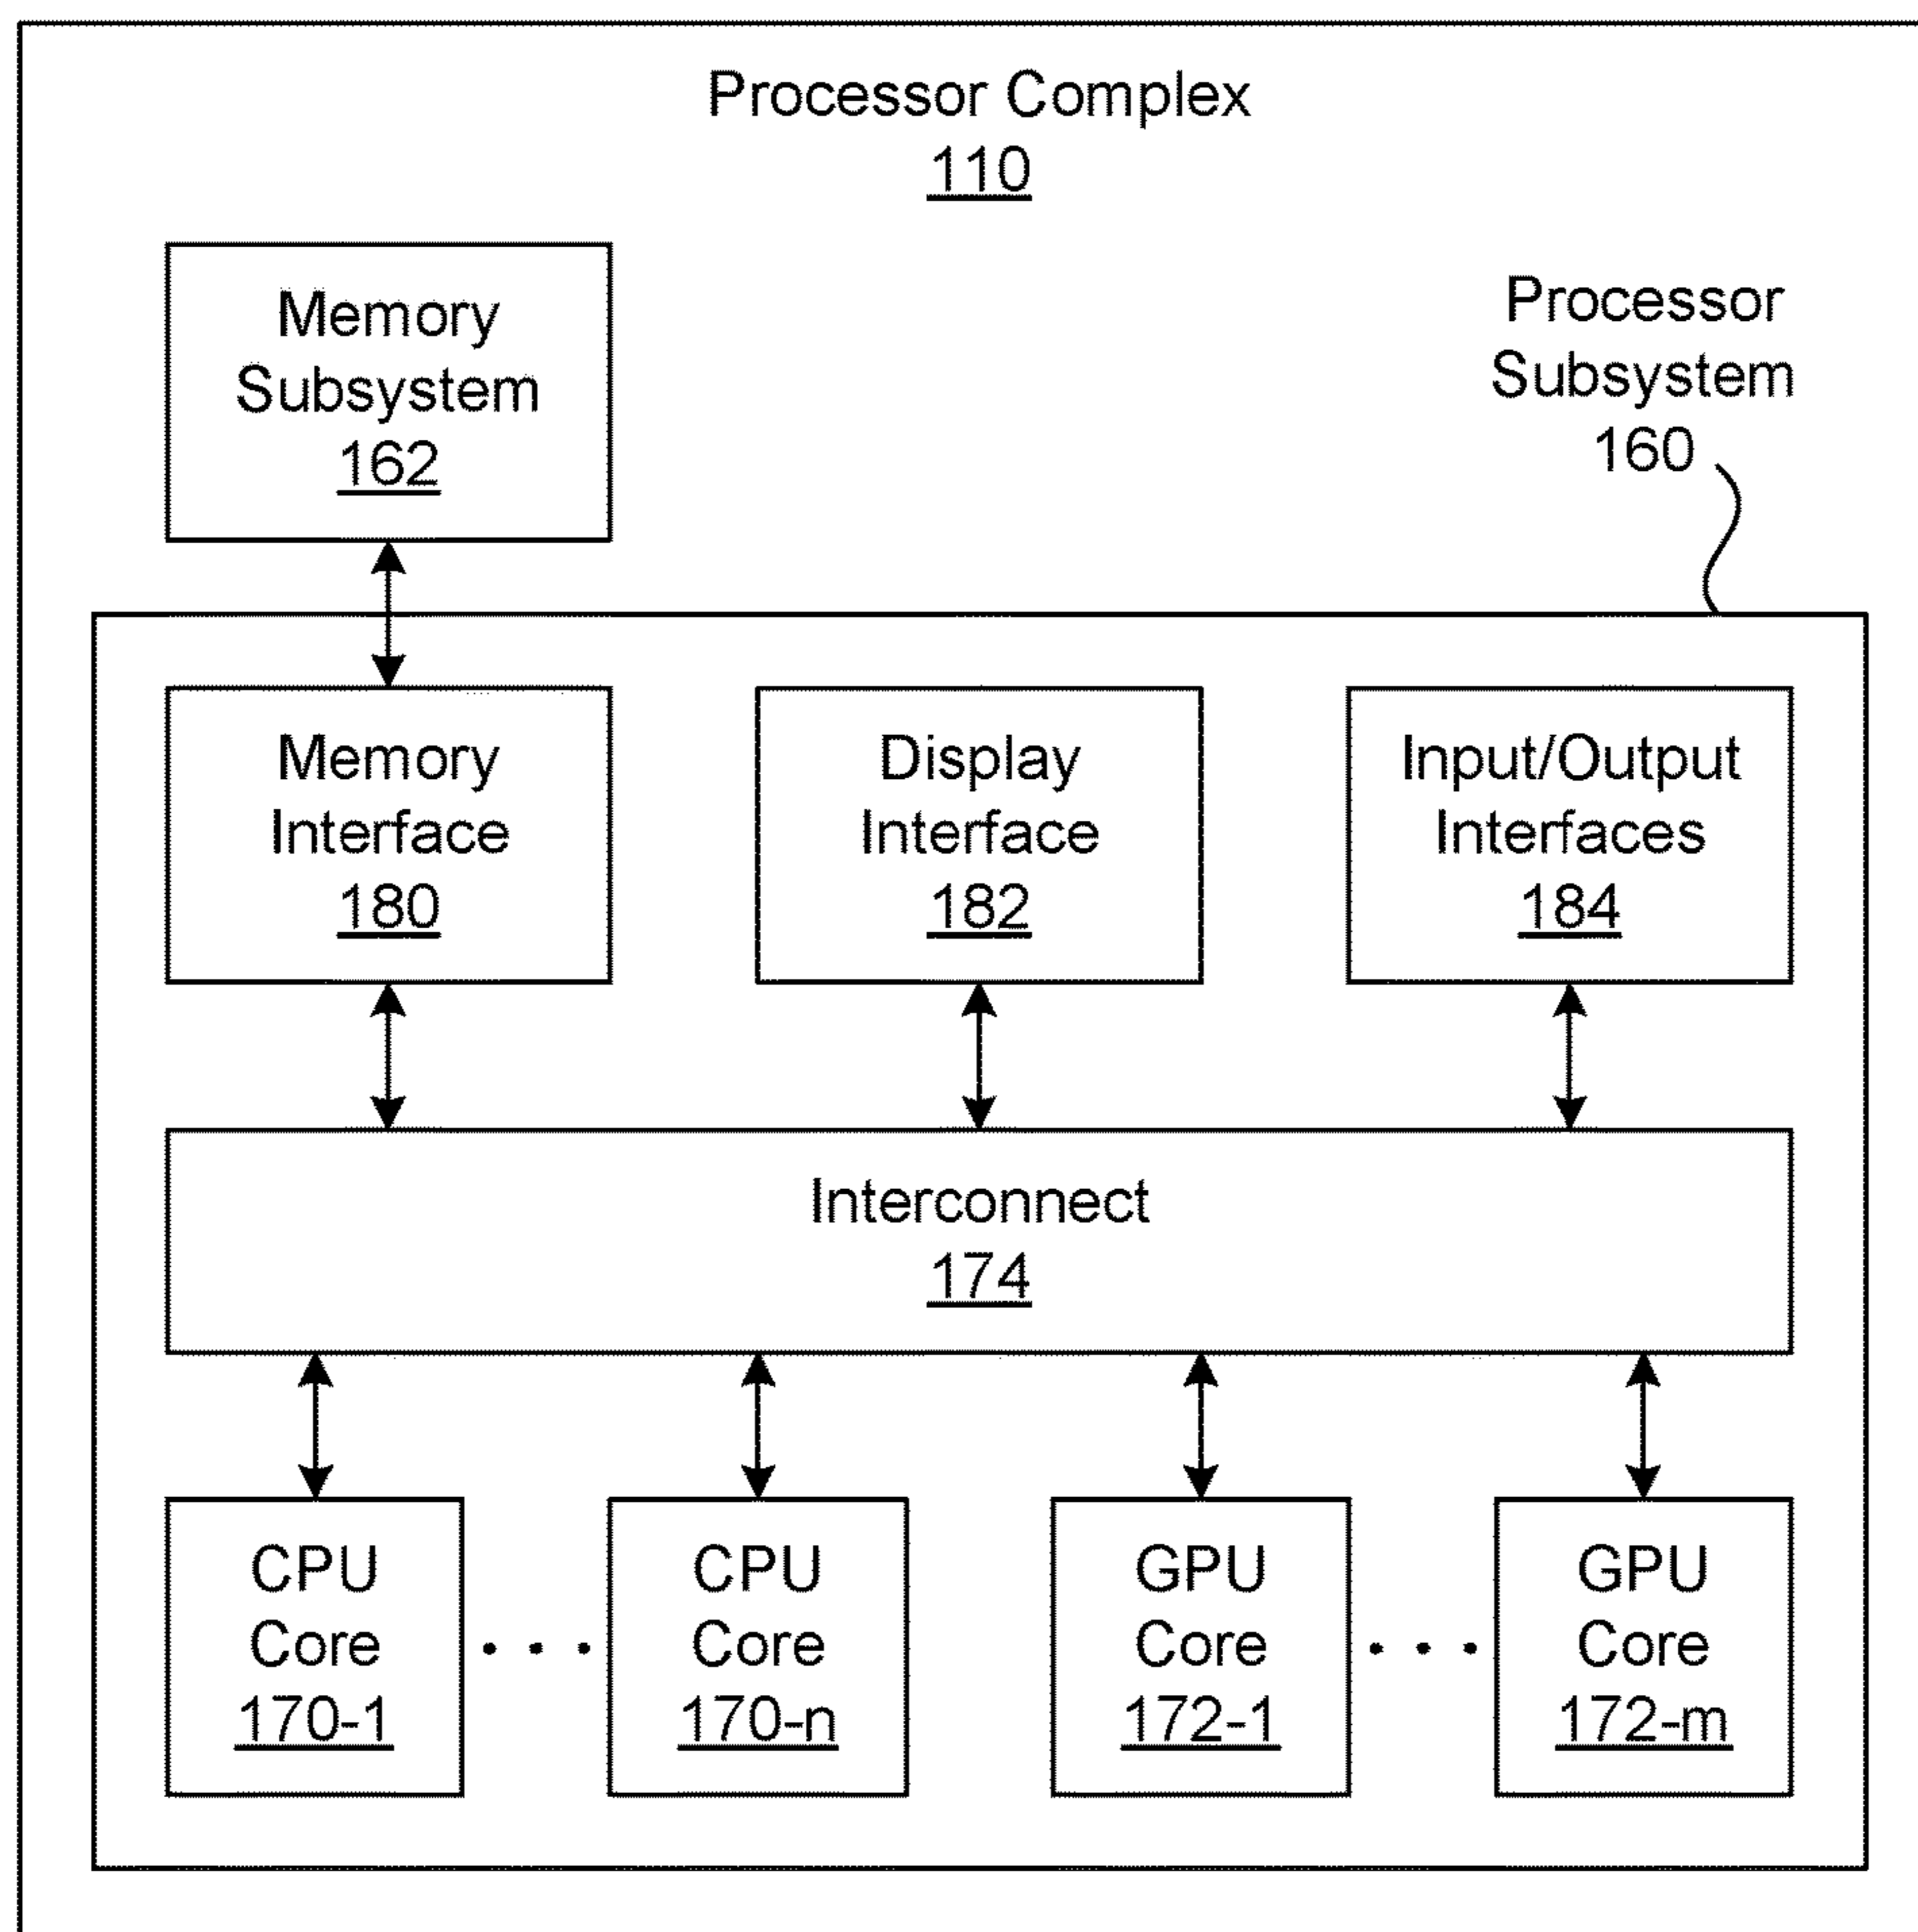 Processor Complex
110
Memory
Subsystem
162
Processor
Subsystem
160
Memory
Interface
180
Display
Interface
182
Input/Output
Interfaces
184
Interconnect
174
CPU
Core
170-1
. . .
CPU
Core
170-n
GPU
Core
172-1
. . .
GPU
Core
172-m